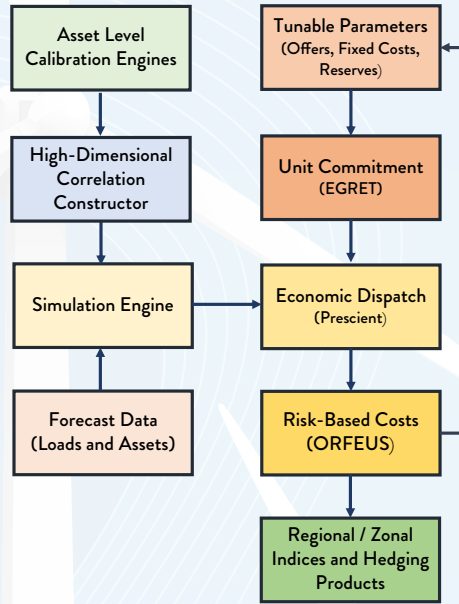 Asset Level
Calibration Engines
High-Dimensional
Correlation
Constructor
Simulation Engine
Forecast Data
(Loads and Assets)
Tunable Parameters
(Offers, Fixed Costs,
Reserves)
Unit Commitment
(EGRET)
Economic Dispatch
(Prescient)
Risk-Based Costs
(ORFEUS)
Regional / Zonal
Indices and Hedging
Products